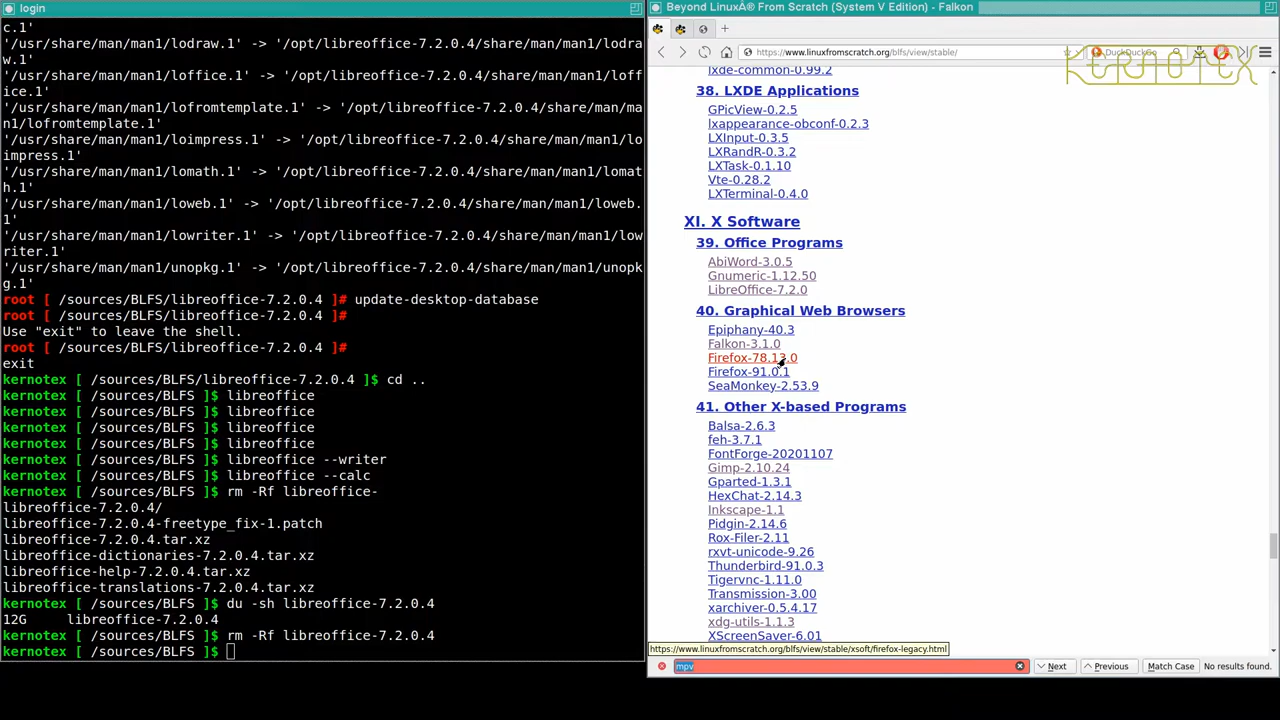 login
c.1'
'/usr/share/man/man1/lodraw.1' -> '/opt/libreoffice-7.2.0.4/share/man/man1/lodra
w.1'
'/usr/share/man/man1/loffice.1' -> '/opt/libreoffice-7.2.0.4/share/man/man1/loff
ice.1'
'/usr/share/man/man1/lofromtemplate.1' -> '/opt/libreoffice-7.2.0.4/share/man/ma
n1/lofromtemplate.1'
'/usr/share/man/man1/loimpress.1' -> '/opt/libreoffice-7.2.0.4/share/man/man1/lo
impress.1'
'/usr/share/man/man1/lomath.1' -> '/opt/libreoffice-7.2.0.4/share/man/man1/lomat
h.1'
'/usr/share/man/man1/loweb.1' -> '/opt/libreoffice-7.2.0.4/share/man/man1/loweb.
1'
'/usr/share/man/man1/lowriter.1' -> '/opt/libreoffice-7.2.0.4/share/man/man1/low
riter.1'
'/usr/share/man/man1/unopkg.1' -> '/opt/libreoffice-7.2.0.4/share/man/man1/unopk
g.1'
root [ /sources/BLFS/libreoffice-7.2.0.4 ]# update-desktop-database
root [ /sources/BLFS/libreoffice-7.2.0.4 ]#
Use "exit" to leave the shell.
root [ /sources/BLFS/libreoffice-7.2.0.4 ]#
exit
kernotex [ /sources/BLFS/libreoffice-7.2.0.4 ]$ cd ..
kernotex [ /sources/BLFS ]$ libreoffice
kernotex [ /sources/BLFS ]$ libreoffice
kernotex [ /sources/BLFS ]$ libreoffice
kernotex [ /sources/BLFS ]$ libreoffice
kernotex [ /sources/BLFS ]$ libreoffice --writer
kernotex [ /sources/BLFS ]$ libreoffice --calc
kernotex [ /sources/BLFS ]$ rm -Rf libreoffice-
libreoffice-7.2.0.4/
libreoffice-7.2.0.4-freetype_fix-1.patch
libreoffice-7.2.0.4.tar.xz
libreoffice-dictionaries-7.2.0.4.tar.xz
libreoffice-help-7.2.0.4.tar.xz
libreoffice-translations-7.2.0.4.tar.xz
kernotex [ /sources/BLFS ]$ du -sh libreoffice-7.2.0.4
12G     libreoffice-7.2.0.4
kernotex [ /sources/BLFS ]$ rm -Rf libreoffice-7.2.0.4
kernotex [ /sources/BLFS ]$
Beyond LinuxÂ® From Scratch (System V Edition) - Falkon
https://www.linuxfromscratch.org/blfs/view/stable/
DuckDuckGo
KERNOTEX
lxde-common-0.99.2
38. LXDE Applications
GPicView-0.2.5
lxappearance-obconf-0.2.3
LXInput-0.3.5
LXRandR-0.3.2
LXTask-0.1.10
Vte-0.28.2
LXTerminal-0.4.0
XI. X Software
39. Office Programs
AbiWord-3.0.5
Gnumeric-1.12.50
LibreOffice-7.2.0
40. Graphical Web Browsers
Epiphany-40.3
Falkon-3.1.0
Firefox-78.13.0
Firefox-91.0.1
SeaMonkey-2.53.9
41. Other X-based Programs
Balsa-2.6.3
feh-3.7.1
FontForge-20201107
Gimp-2.10.24
Gparted-1.3.1
HexChat-2.14.3
Inkscape-1.1
Pidgin-2.14.6
Rox-Filer-2.11
rxvt-unicode-9.26
Thunderbird-91.0.3
Tigervnc-1.11.0
Transmission-3.00
xarchiver-0.5.4.17
xdg-utils-1.1.3
XScreenSaver-6.01
https://www.linuxfromscratch.org/blfs/view/stable/xsoft/firefox-legacy.html
mpv
Next
Previous
Match Case
No results found.